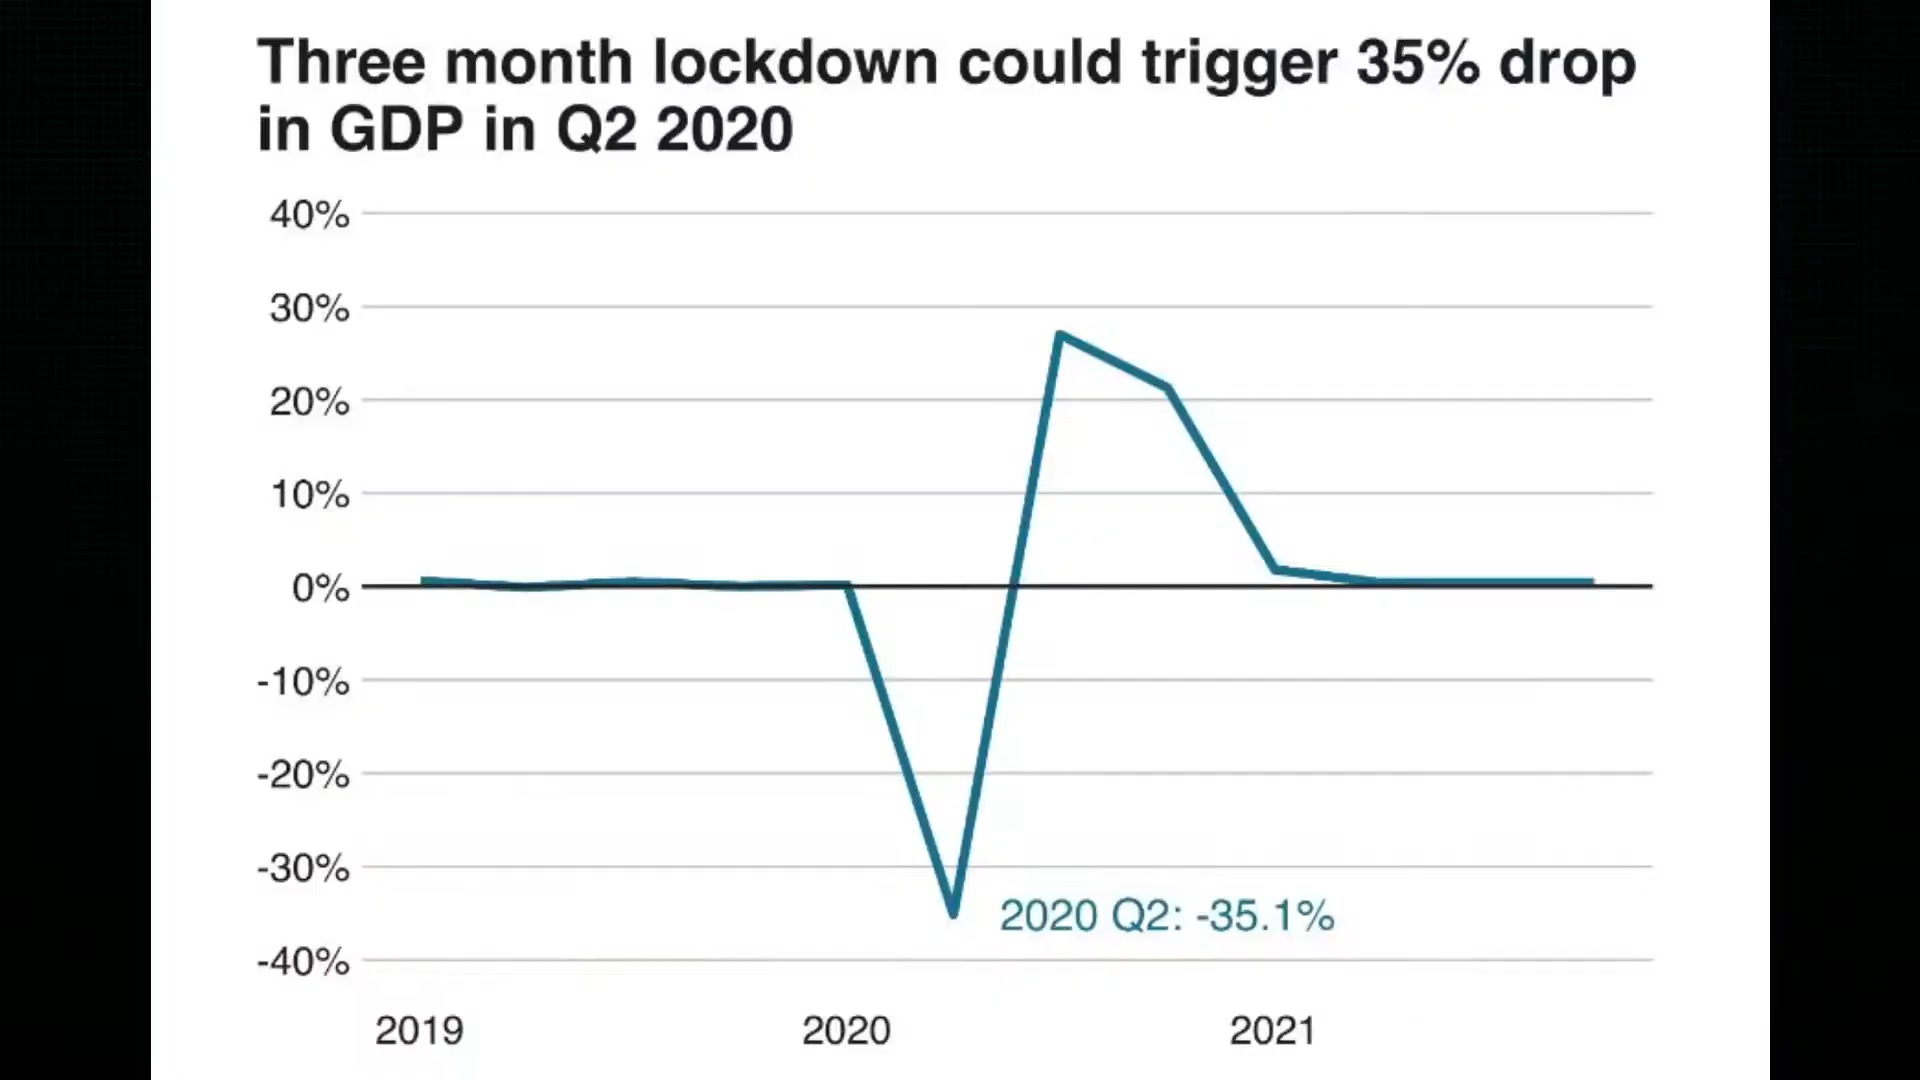 Three month lockdown could trigger 35% drop
in GDP in Q2 2020
40%
30%
20%
10%
0%
-10%
-20%
-30%
2020 Q2: -35.1%
-40%
2019 2020 2021